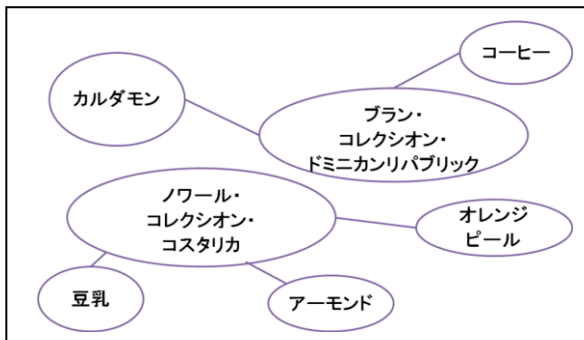 コーヒー
カルダモン
ブラン・
コレクシオン・
ドミニカンリパブリック
ノワール・
コレクシオン・
コスタリカ
オレンジ
ピール
豆乳
アーモンド